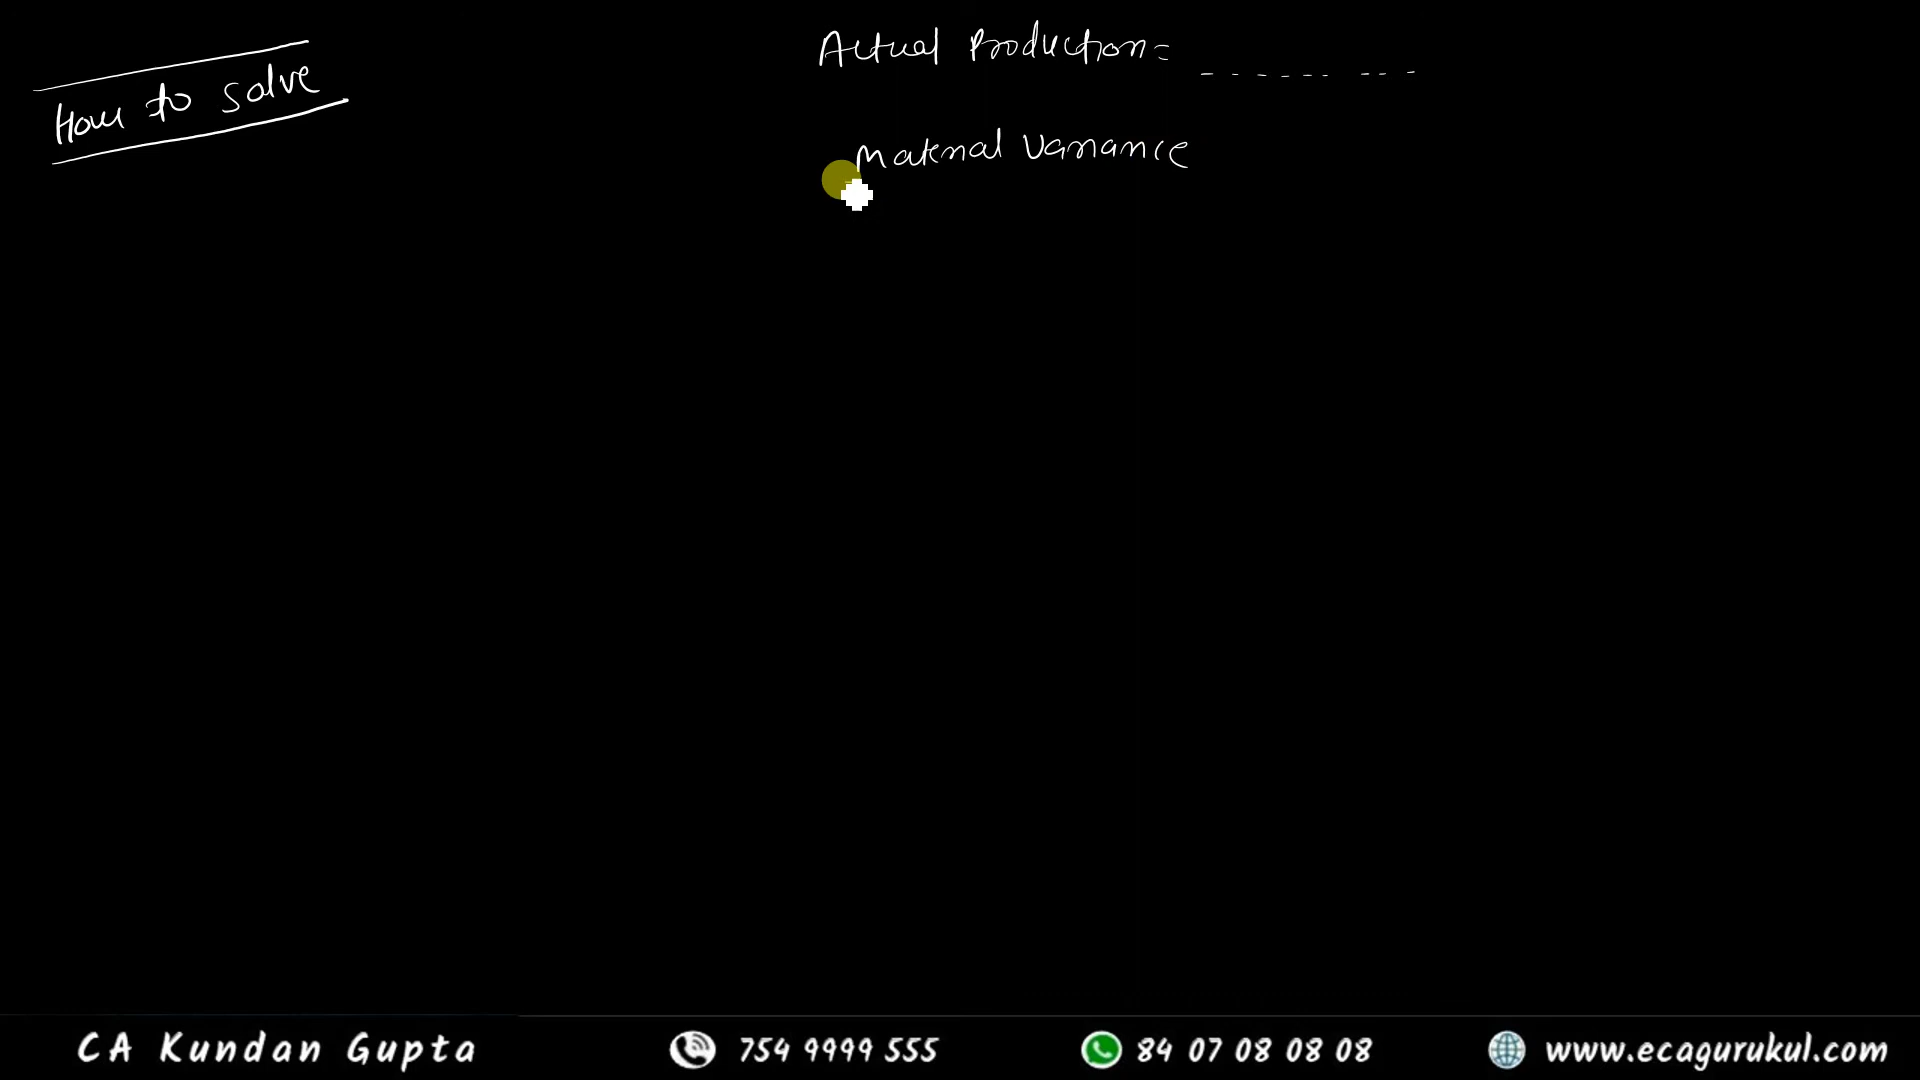 How to solve
Actual Production =
Material Variance
CA Kundan Gupta
754 9999 555
84 07 08 08 08
www.ecagurukul.com